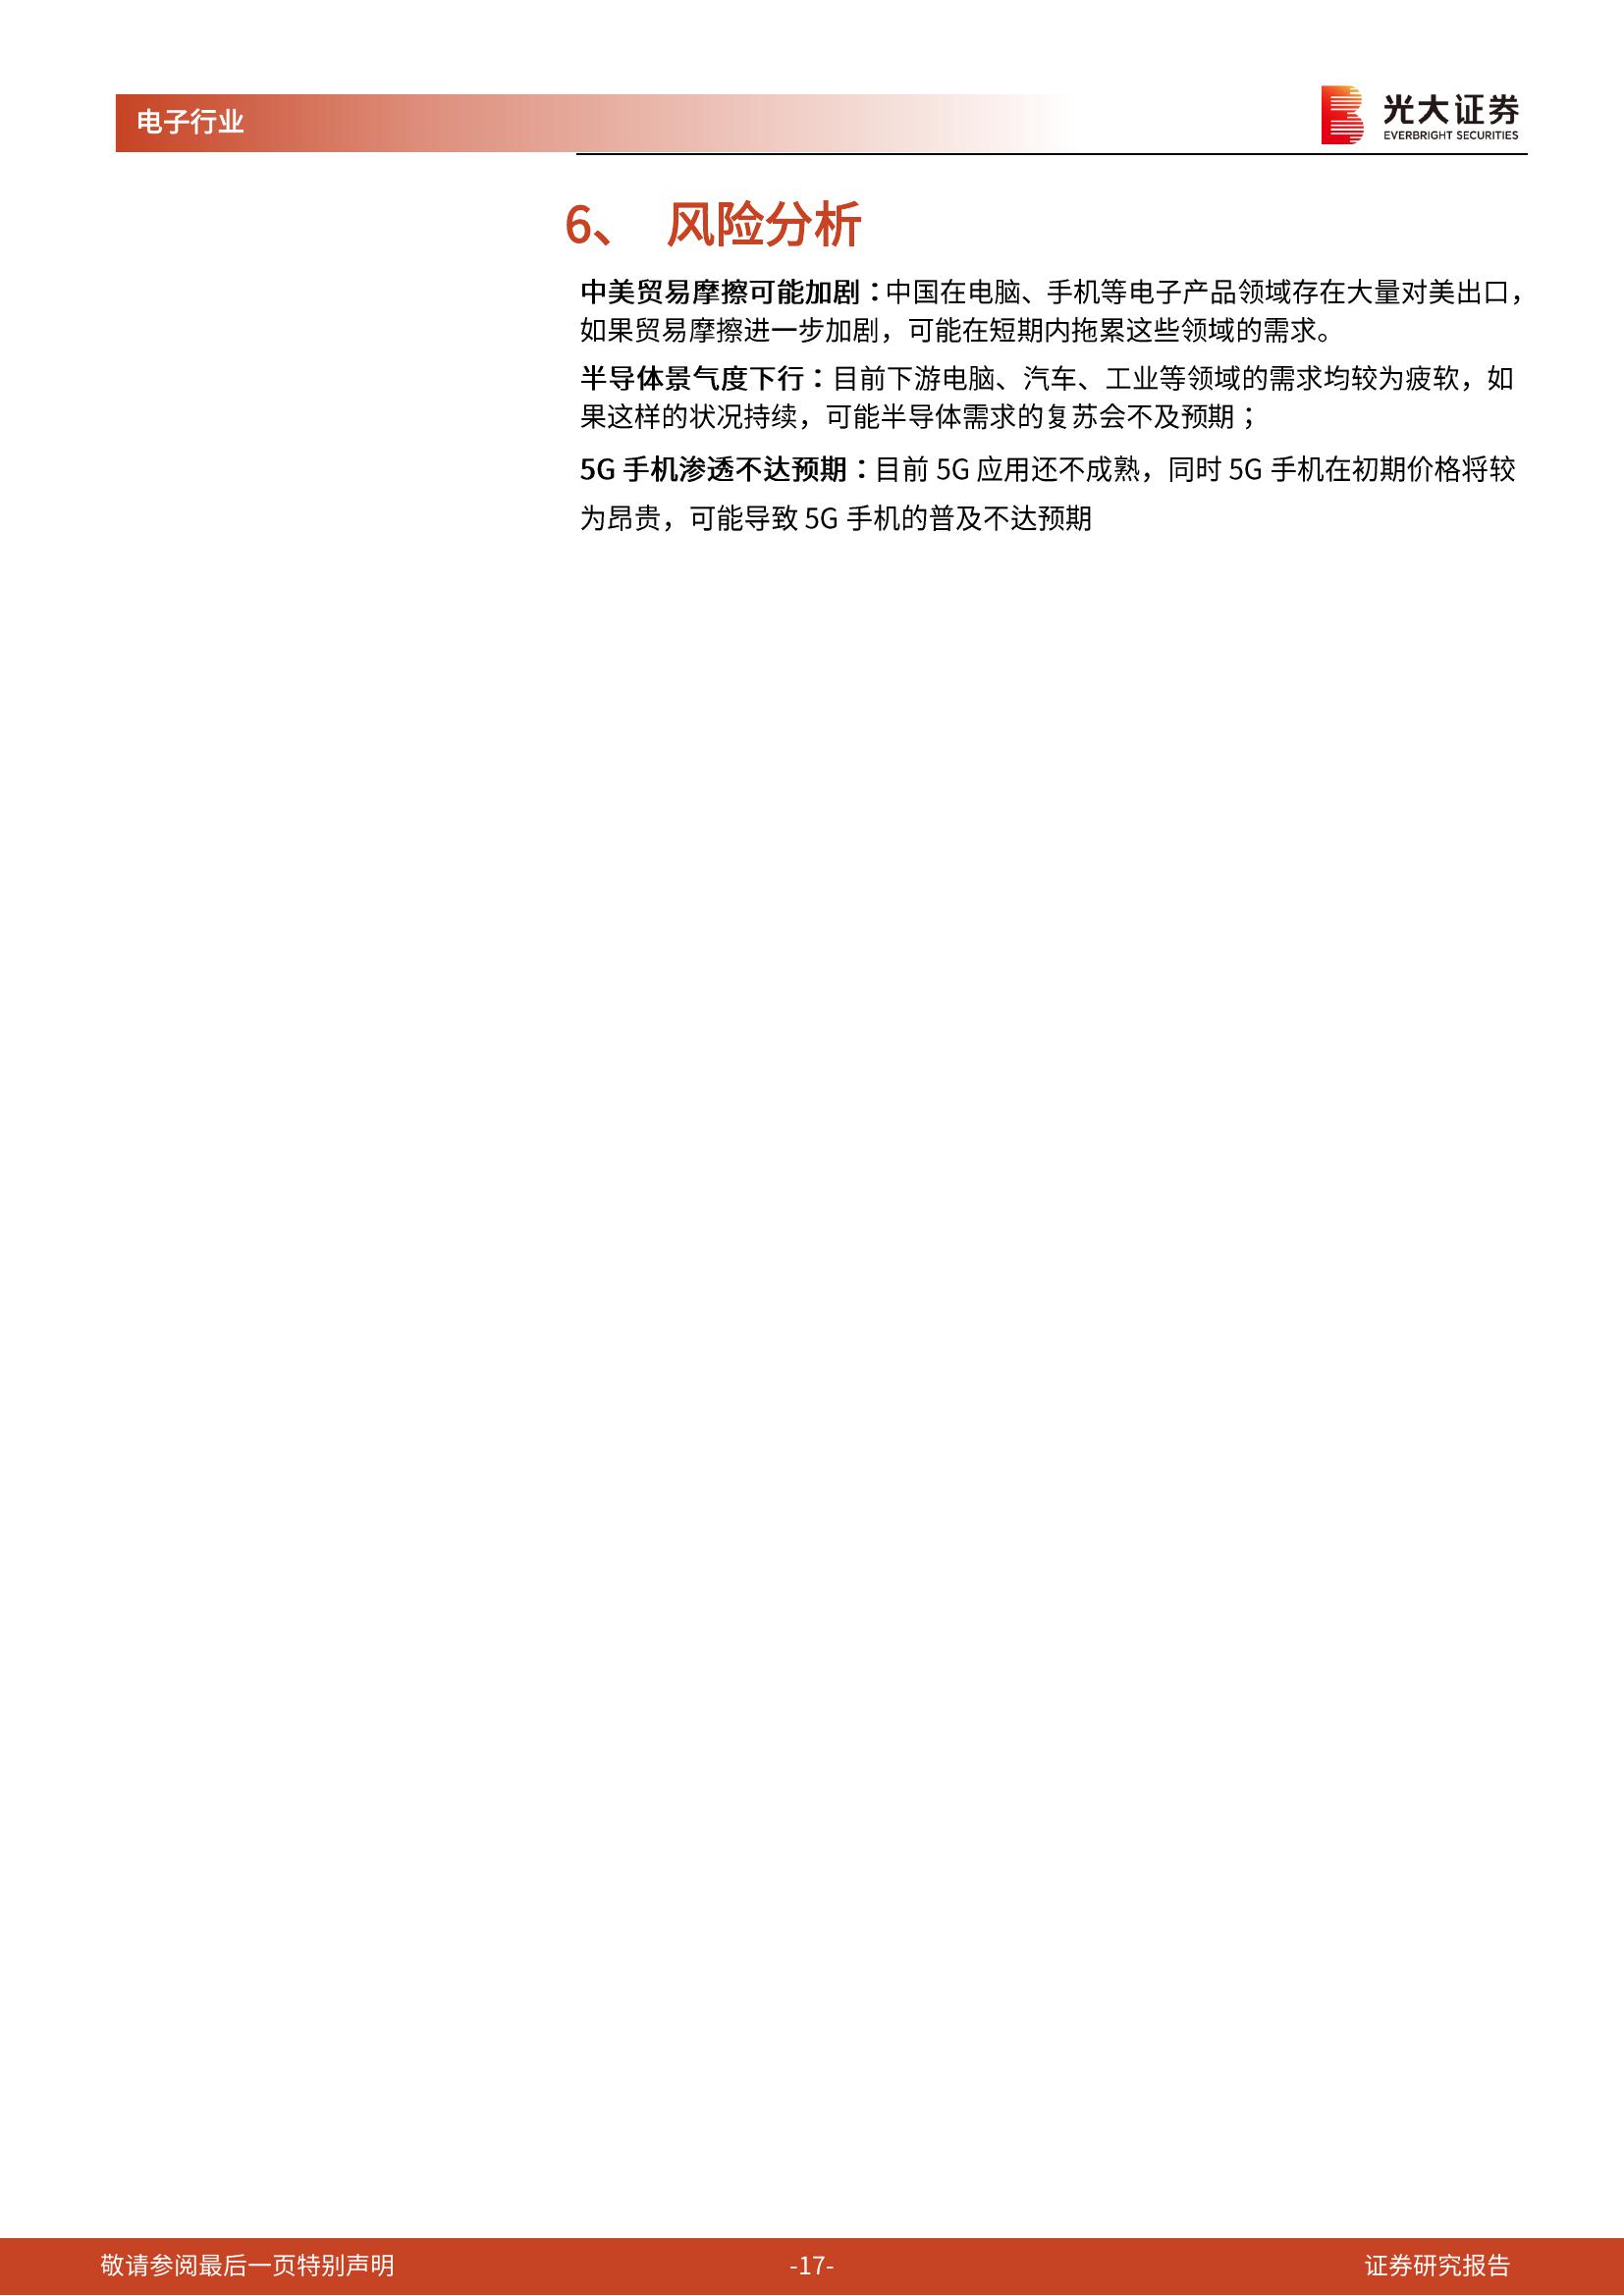 电子行业
光大证券
EVERBRIGHT SECURITIES
6、 风险分析
中美贸易摩擦可能加剧：中国在电脑、手机等电子产品领域存在大量对美出口，
如果贸易摩擦进一步加剧，可能在短期内拖累这些领域的需求。
半导体景气度下行：目前下游电脑、汽车、工业等领域的需求均较为疲软，如
果这样的状况持续，可能半导体需求的复苏会不及预期；
5G 手机渗透不达预期：目前 5G 应用还不成熟，同时 5G 手机在初期价格将较
为昂贵，可能导致 5G 手机的普及不达预期
敬请参阅最后一页特别声明
-17-
证券研究报告